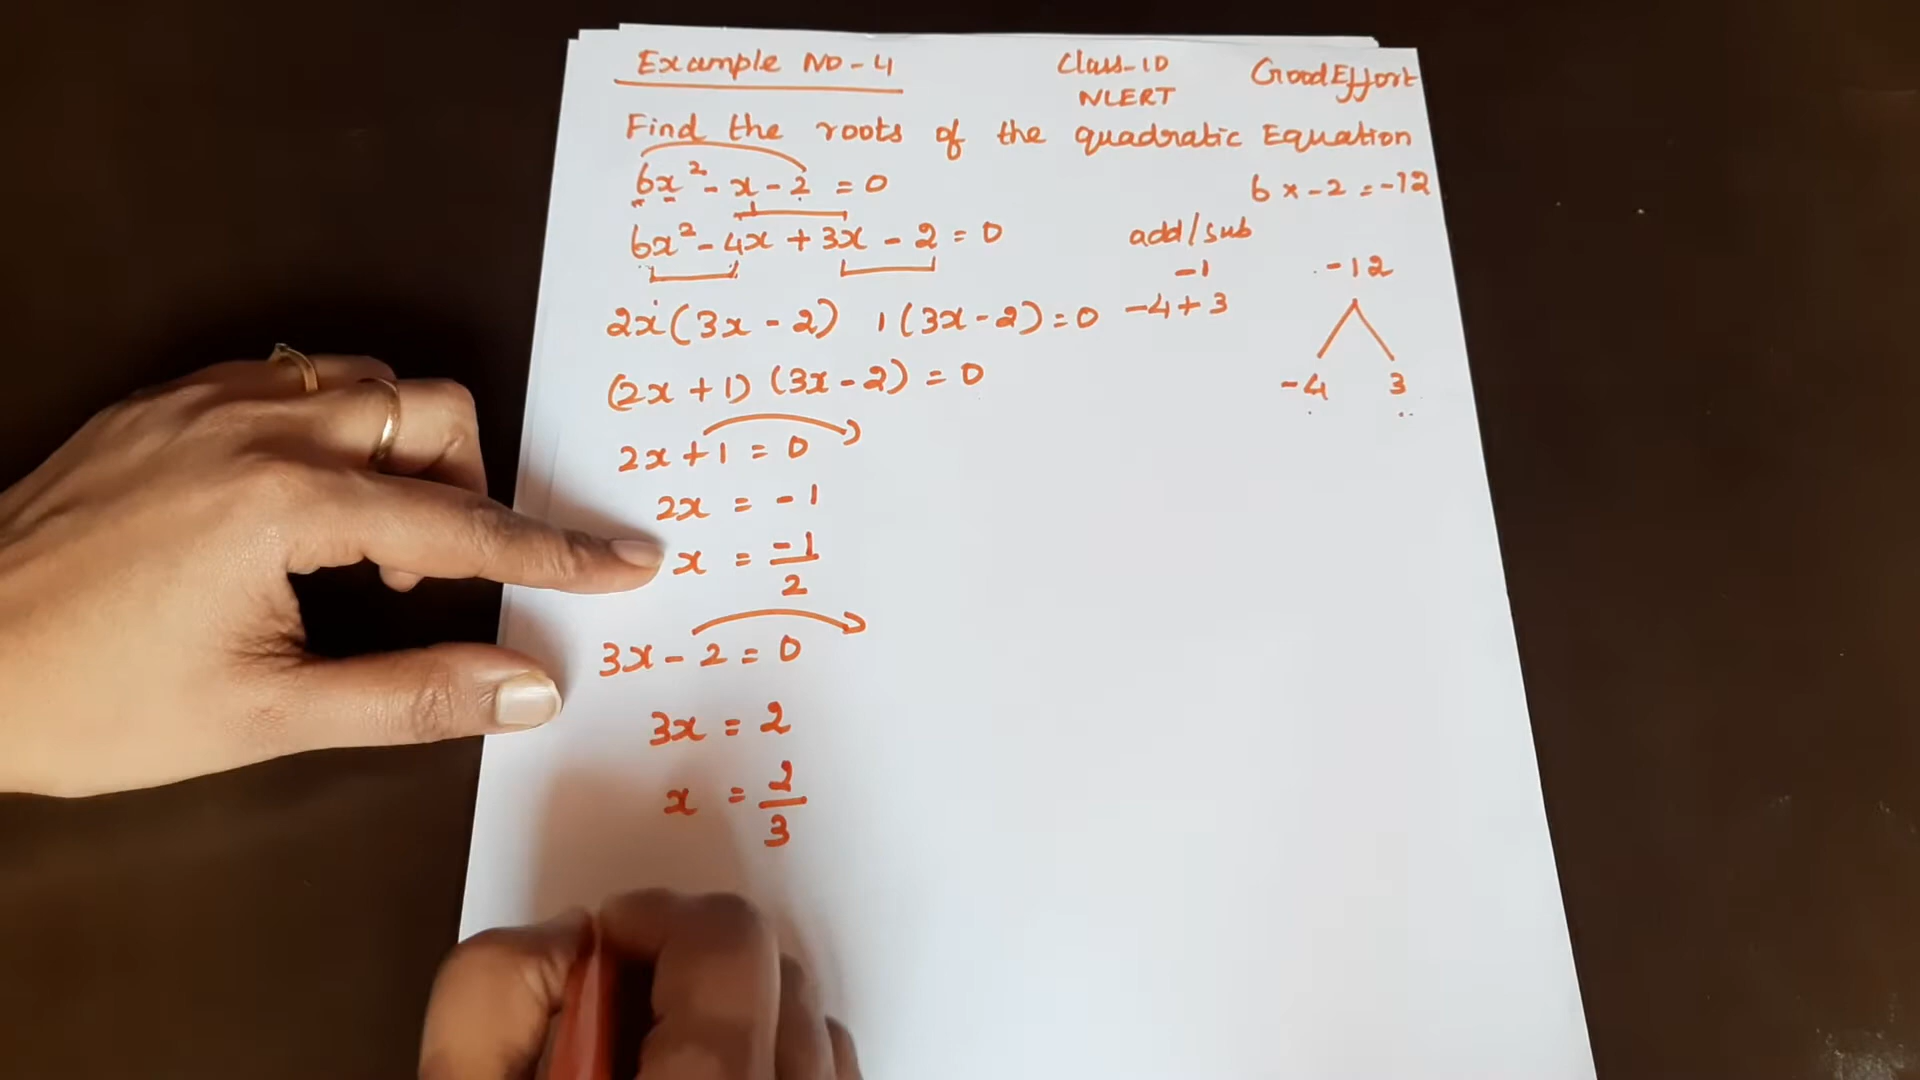 Example NO-4
Class-10
NCERT
GoodEffort
Find the roots of the quadratic Equation
6x² - x - 2 = 0
6 x -2 = -12
6x² - 4x + 3x - 2 = 0
add/sub
-1
-4+3
-12
-4 3
2x(3x - 2) 1(3x-2)=0
(2x + 1) (3x - 2) = 0
2x+1 = 0
2x = -1
x = -1/2
3x - 2 = 0
3x = 2
x = 2/3